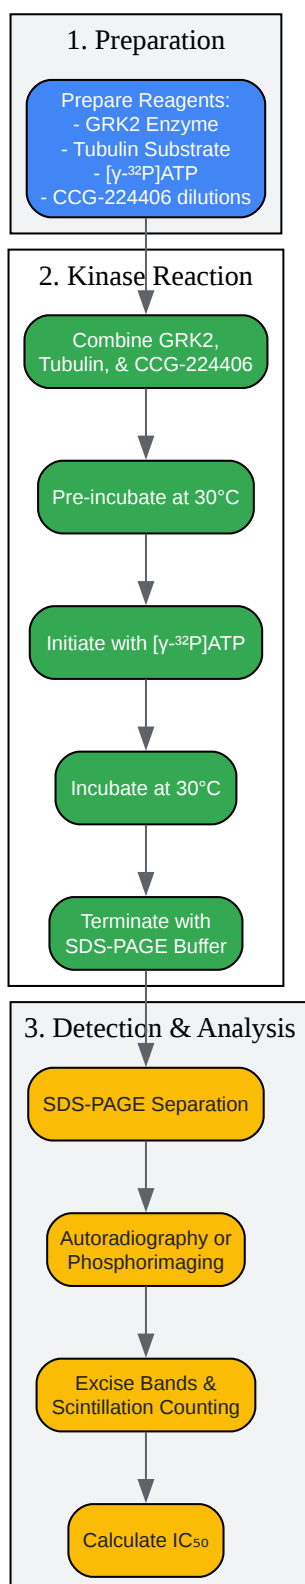 1. Preparation
Prepare Reagents:
- GRK2 Enzyme
- Tubulin Substrate
- [γ-³²P]ATP
- CCG-224406 dilutions
2. Kinase Reaction
Combine GRK2,
Tubulin, & CCG-224406
Pre-incubate at 30°C
Initiate with [γ-³²P]ATP
Incubate at 30°C
Terminate with
SDS-PAGE Buffer
3. Detection & Analysis
SDS-PAGE Separation
Autoradiography or
Phosphorimaging
Excise Bands &
Scintillation Counting
Calculate IC₅₀